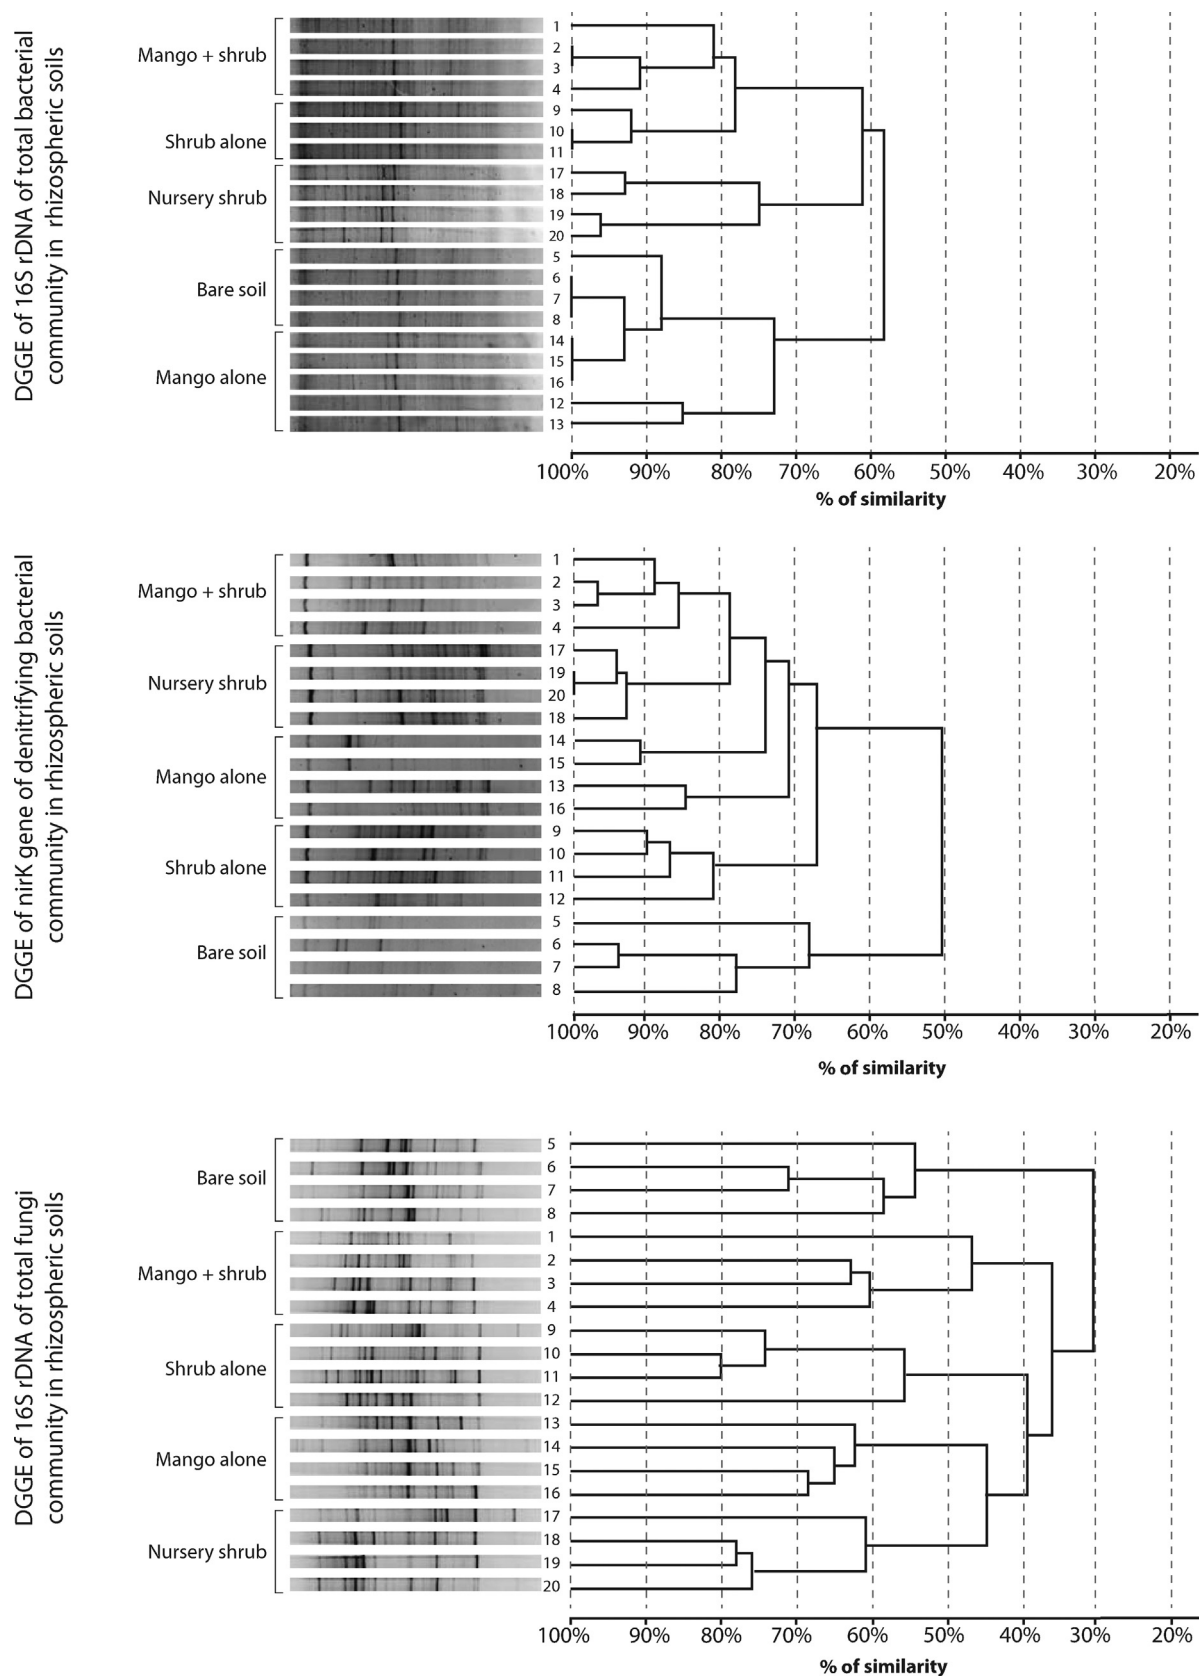 DGGE of 16S rDNA of total bacterial
community in rhizospheric soils
Mango + shrub
Shrub alone
Nursery shrub
Bare soil
Mango alone
1
2
3
4
9
10
11
17
18
19
20
5
6
7
8
14
15
16
12
13
100% 90% 80% 70% 60% 50% 40% 30% 20%
% of similarity
DGGE of nirK gene of denitrifying bacterial
community in rhizospheric soils
Mango + shrub
Nursery shrub
Mango alone
Shrub alone
Bare soil
1
2
3
4
17
19
20
18
14
15
13
16
9
10
11
12
5
6
7
8
100% 90% 80% 70% 60% 50% 40% 30% 20%
% of similarity
DGGE of 16S rDNA of total fungi
community in rhizospheric soils
Bare soil
Mango + shrub
Shrub alone
Mango alone
Nursery shrub
5
6
7
8
1
2
3
4
9
10
11
12
13
14
15
16
17
18
19
20
100% 90% 80% 70% 60% 50% 40% 30% 20%
% of similarity